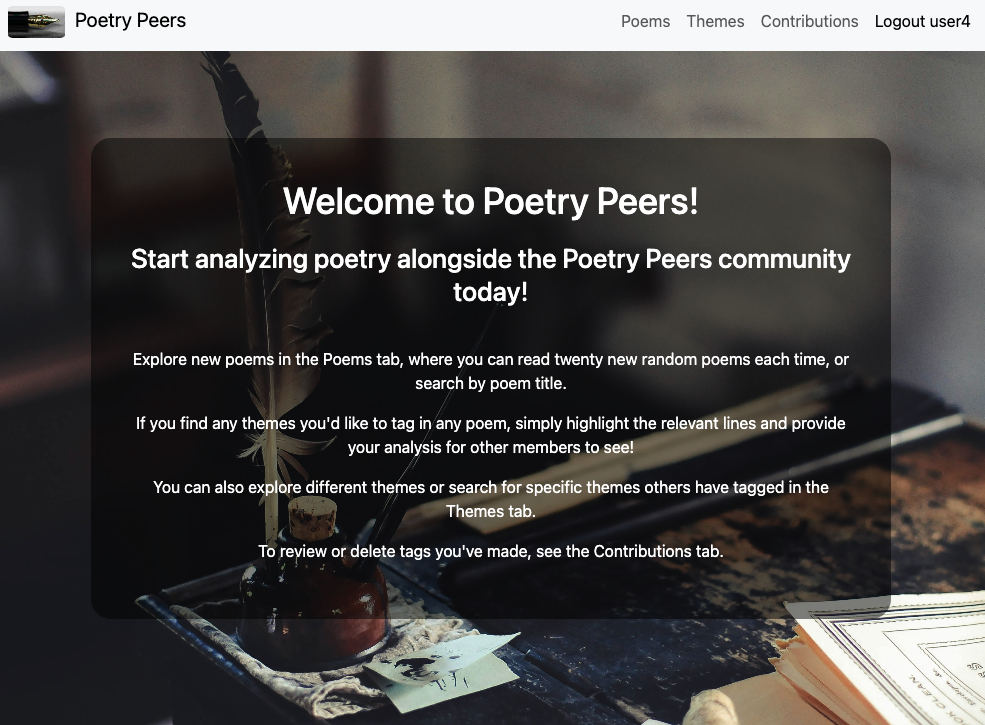 Poetry Peers
Poems Themes Contributions Logout user4
Welcome to Poetry Peers!
Start analyzing poetry alongside the Poetry Peers community
today!
Explore new poems in the Poems tab, where you can read twenty new random poems each time, or
search by poem title.
If you find any themes you'd like to tag in any poem, simply highlight the relevant lines and provide
your analysis for other members to see!
You can also explore different themes or search for specific themes others have tagged in the
Themes tab.
To review or delete tags you've made, see the Contributions tab.